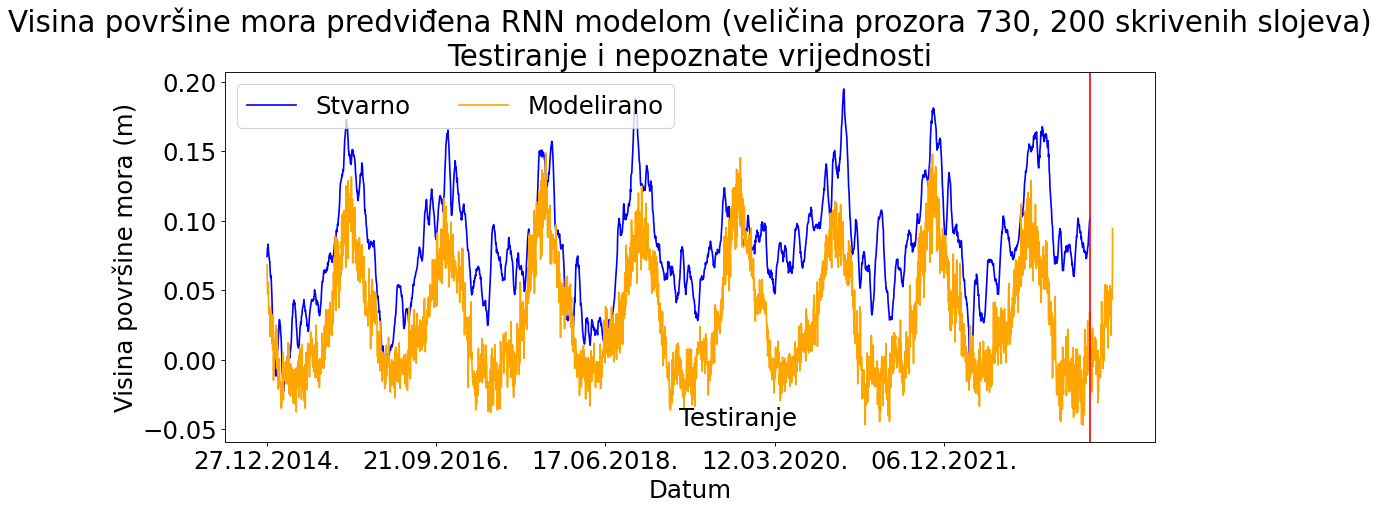 Visina površine mora predviđena RNN modelom (veličina prozora 730, 200 skrivenih slojeva)
Testiranje i nepoznate vrijednosti
Stvarno Modelirano
Visina površine mora (m)
0.20
0.15
0.10
0.05
0.00
−0.05
Testiranje
27.12.2014. 21.09.2016. 17.06.2018. 12.03.2020. 06.12.2021.
Datum